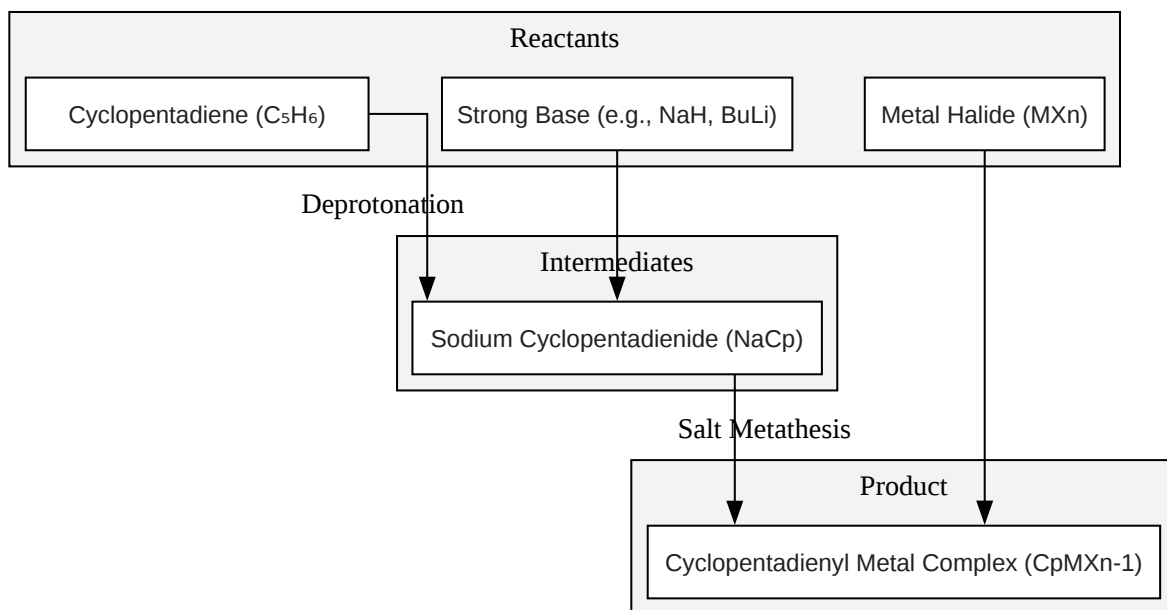 Reactants
Cyclopentadiene (C₅H₆)
Strong Base (e.g., NaH, BuLi)
Metal Halide (MXn)
Deprotonation
Intermediates
Sodium Cyclopentadienide (NaCp)
Salt Metathesis
Product
Cyclopentadienyl Metal Complex (CpMXn-1)